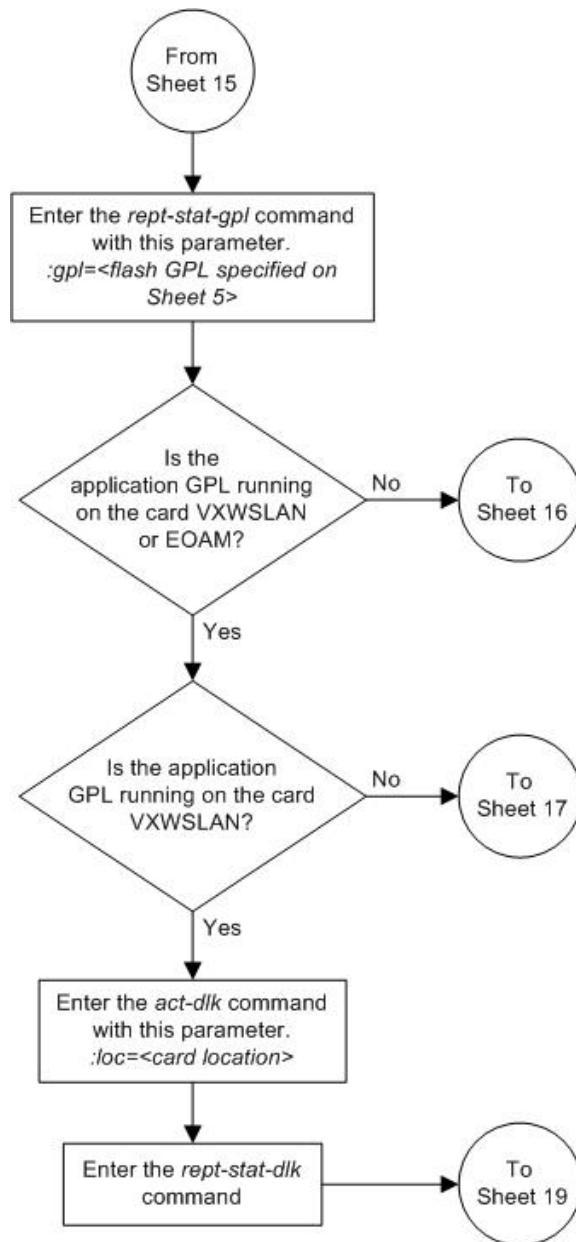 From
Sheet 15
Enter the rept-stat-gpl command
with this parameter.
:gpl=<flash GPL specified on
Sheet 5>
Is the
application GPL running
on the card VXWSLAN
or EOAM?
No
To
Sheet 16
Yes
Is the application
GPL running on the card
VXWSLAN?
No
To
Sheet 17
Yes
Enter the act-dlk command
with this parameter.
:loc=<card location>
Enter the rept-stat-dlk
command
To
Sheet 19